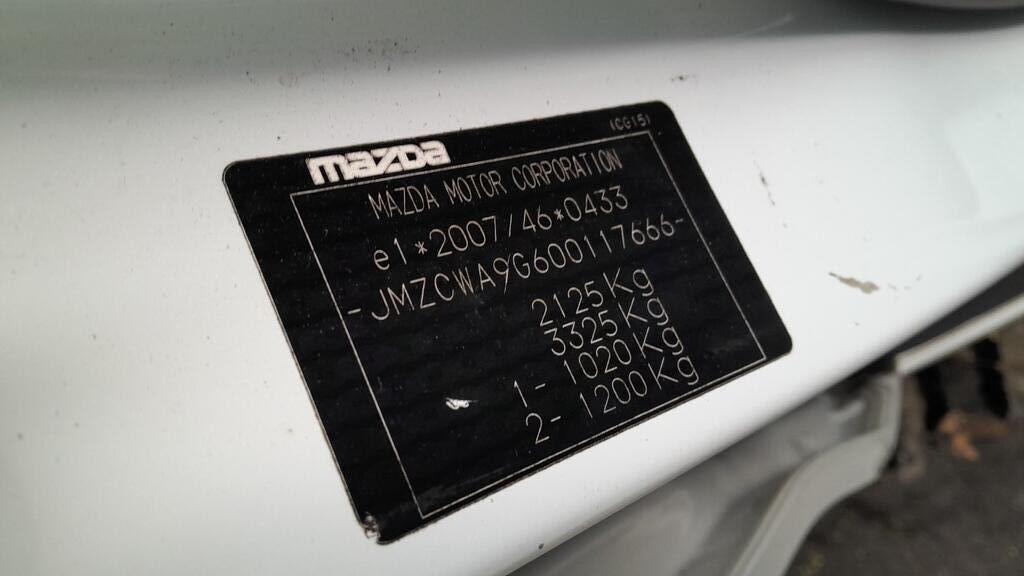 (CG15)
mazda
MAZDA MOTOR CORPORATION
e1*2007/46*0433
-JMZCWA9G600117666-
2125Kg
3325Kg
1- 1020Kg
2- 1200Kg